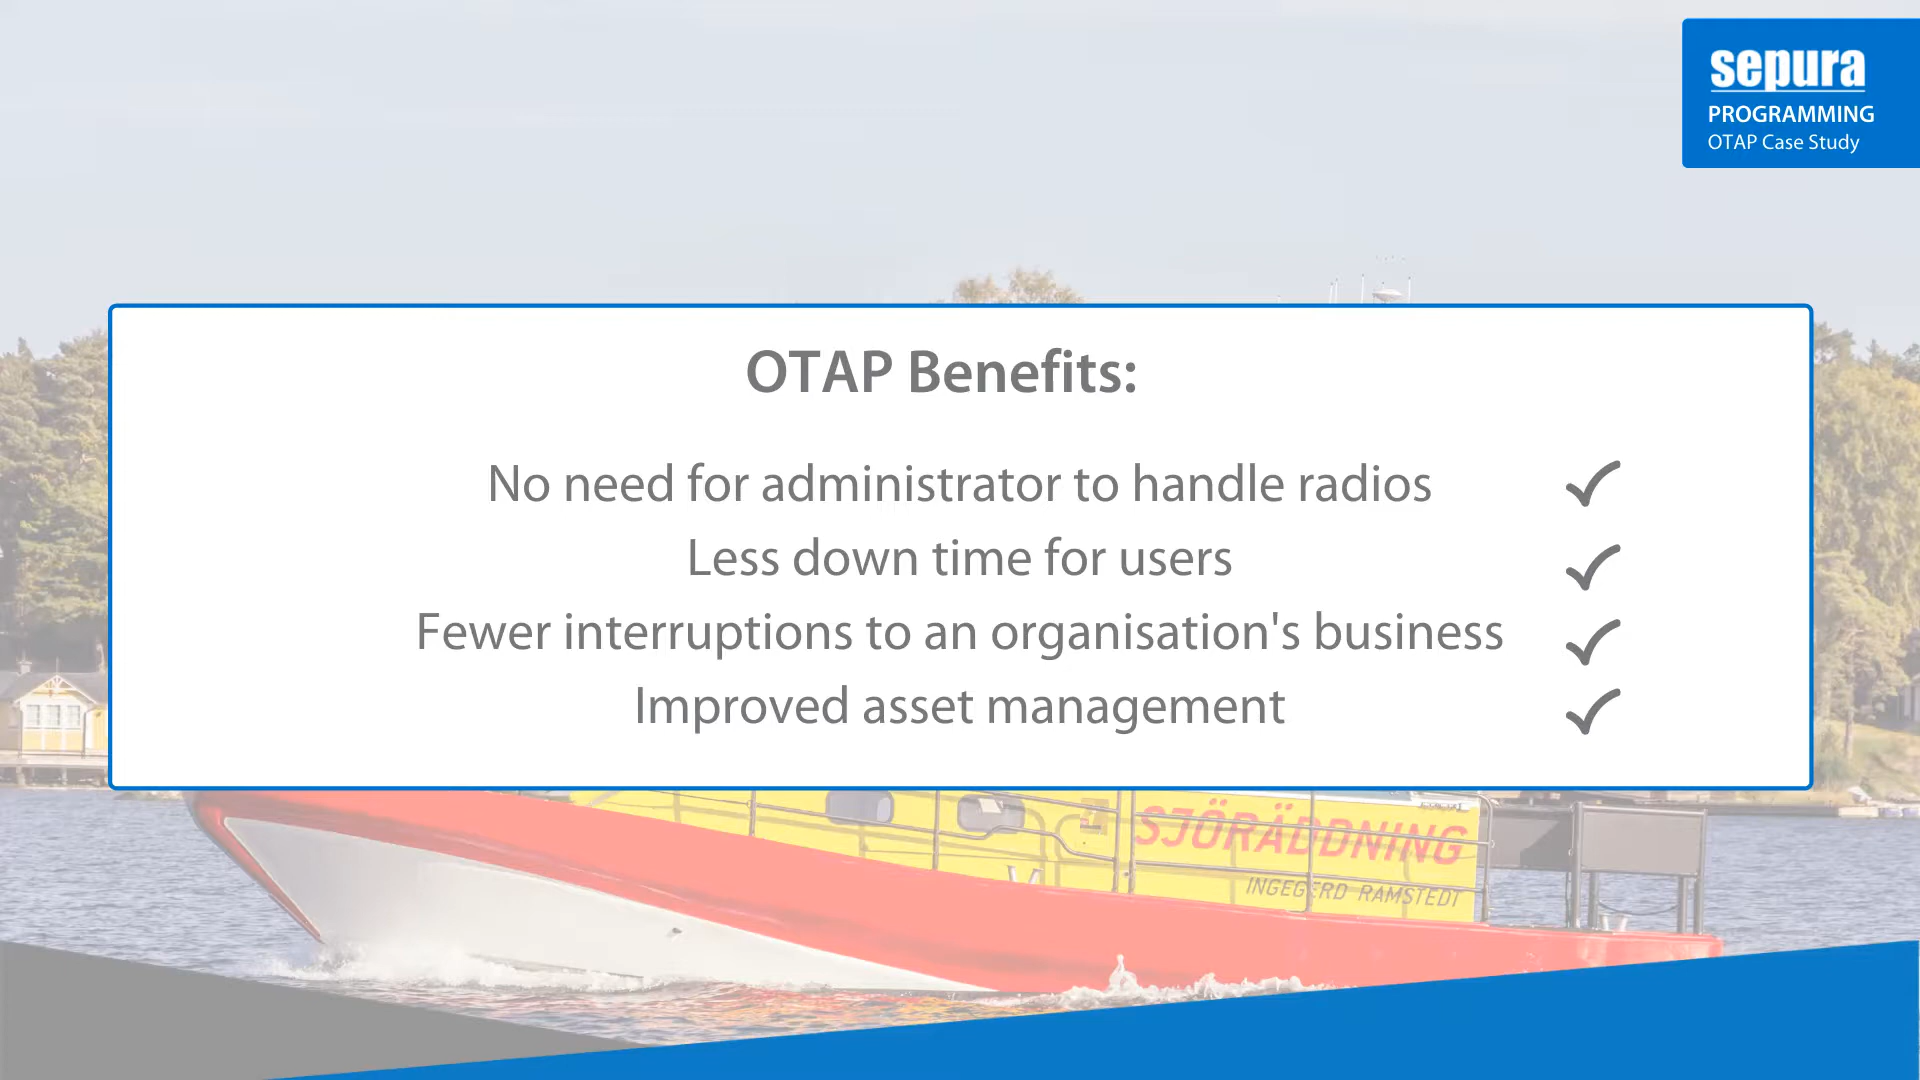 sepura
PROGRAMMING
OTAP Case Study
OTAP Benefits:
No need for administrator to handle radios
Less down time for users
Fewer interruptions to an organisation's business
Improved asset management
SJÖRÄDDNING
INGEGERD RAMSTEDT